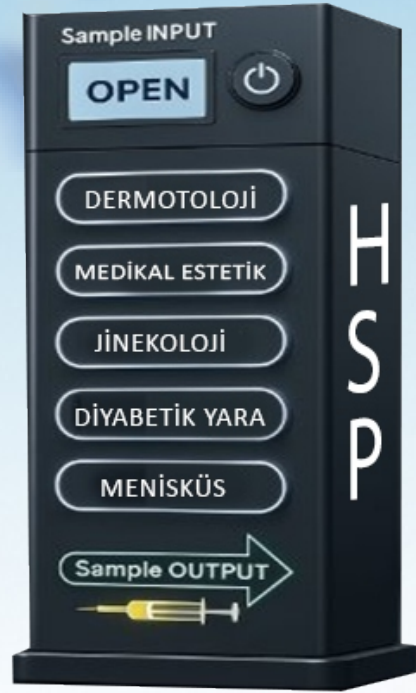 Sample INPUT
OPEN
DERMOTOLOJİ
MEDİKAL ESTETİK
JİNEKOLOJİ
DİYABETİK YARA
MENİSKÜS
Sample OUTPUT
H
S
P